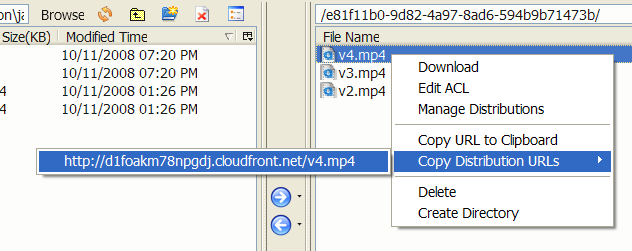 on\ja
Browse
Size(KB) Modified Time
10/11/2008 07:20 PM
10/11/2008 07:20 PM
4 10/11/2008 01:26 PM
4 10/11/2008 01:26 PM
/e81f11b0-9d82-4a97-8ad6-594b9b71473b/
File Name
v4.mp4
v3.mp4
v2.mp4
Download
Edit ACL
Manage Distributions
Copy URL to Clipboard
Copy Distribution URLs
http://d1foakm78npgdj.cloudfront.net/v4.mp4
Delete
Create Directory